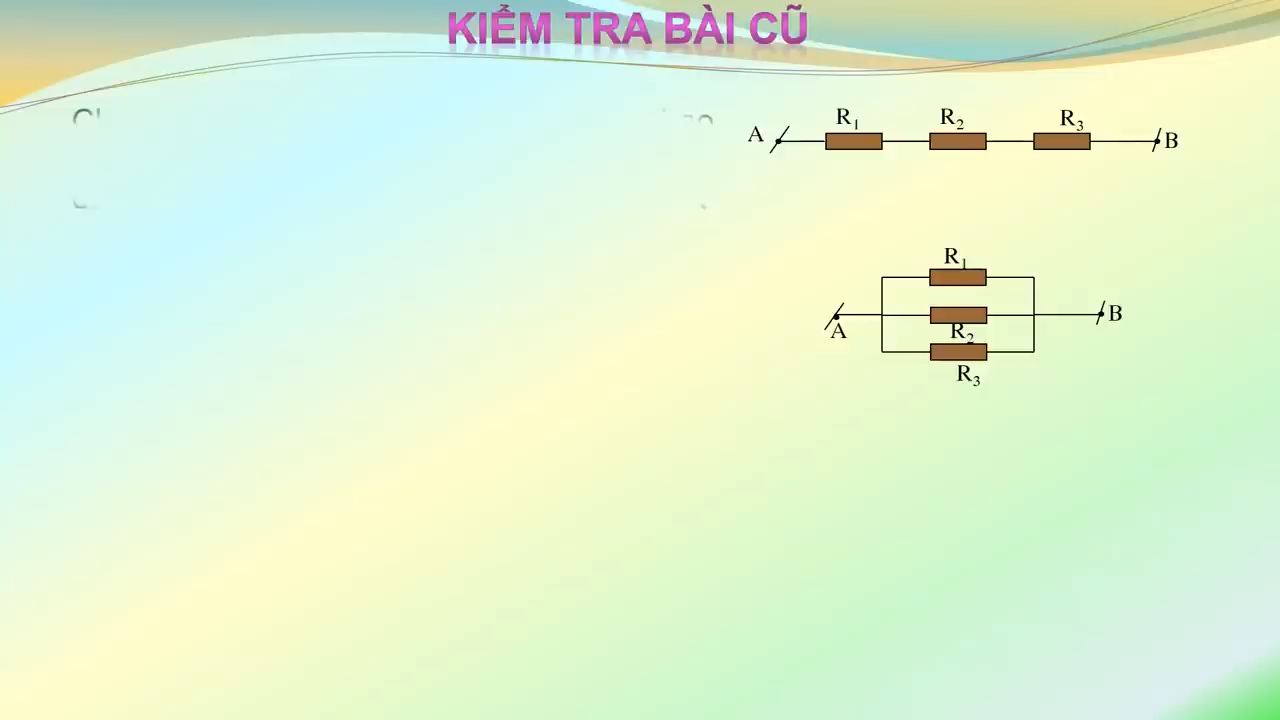 KIỂM TRA BÀI CŨ
A R₁ R₂ R₃ B
R₁
A B
R₂
R₃